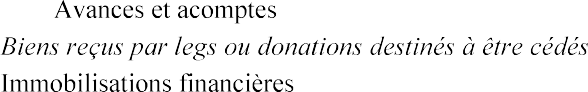 Avances et acomptes
Biens reçus par legs ou donations destinés à être cédés
Immobilisations financières